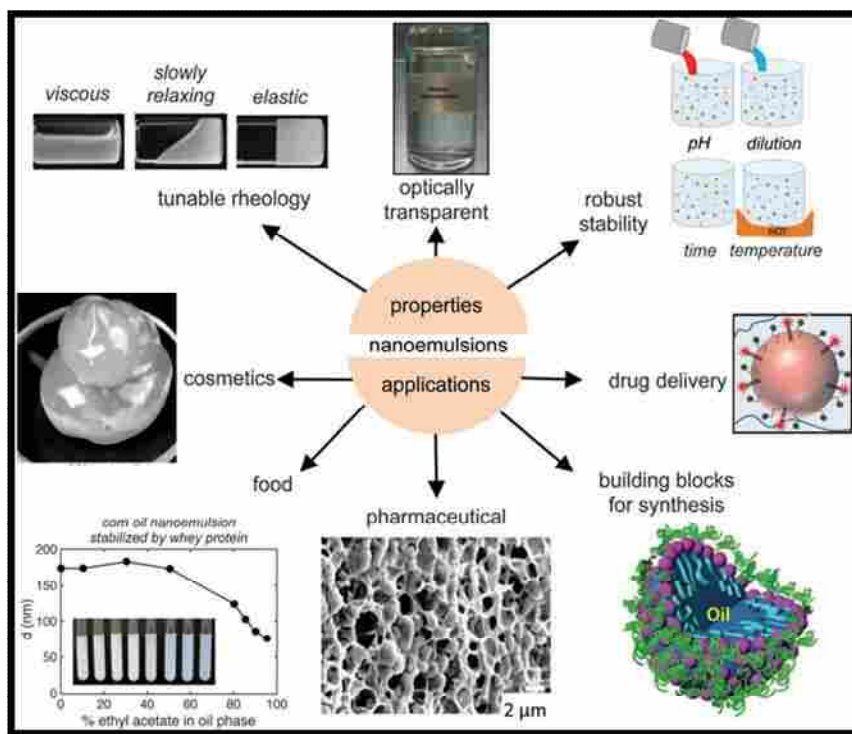 viscous
slowly
relaxing
elastic
tunable rheology
optically
transparent
pH
dilution
time
temperature
robust
stability
properties
nanoemulsions
applications
cosmetics
drug delivery
food
pharmaceutical
building blocks
for synthesis
corn oil nanoemulsion
stabilized by whey protein
200
150
100
50
0
d (nm)
0 20 40 60 80 100
% ethyl acetate in oil phase
2 μm
Oil